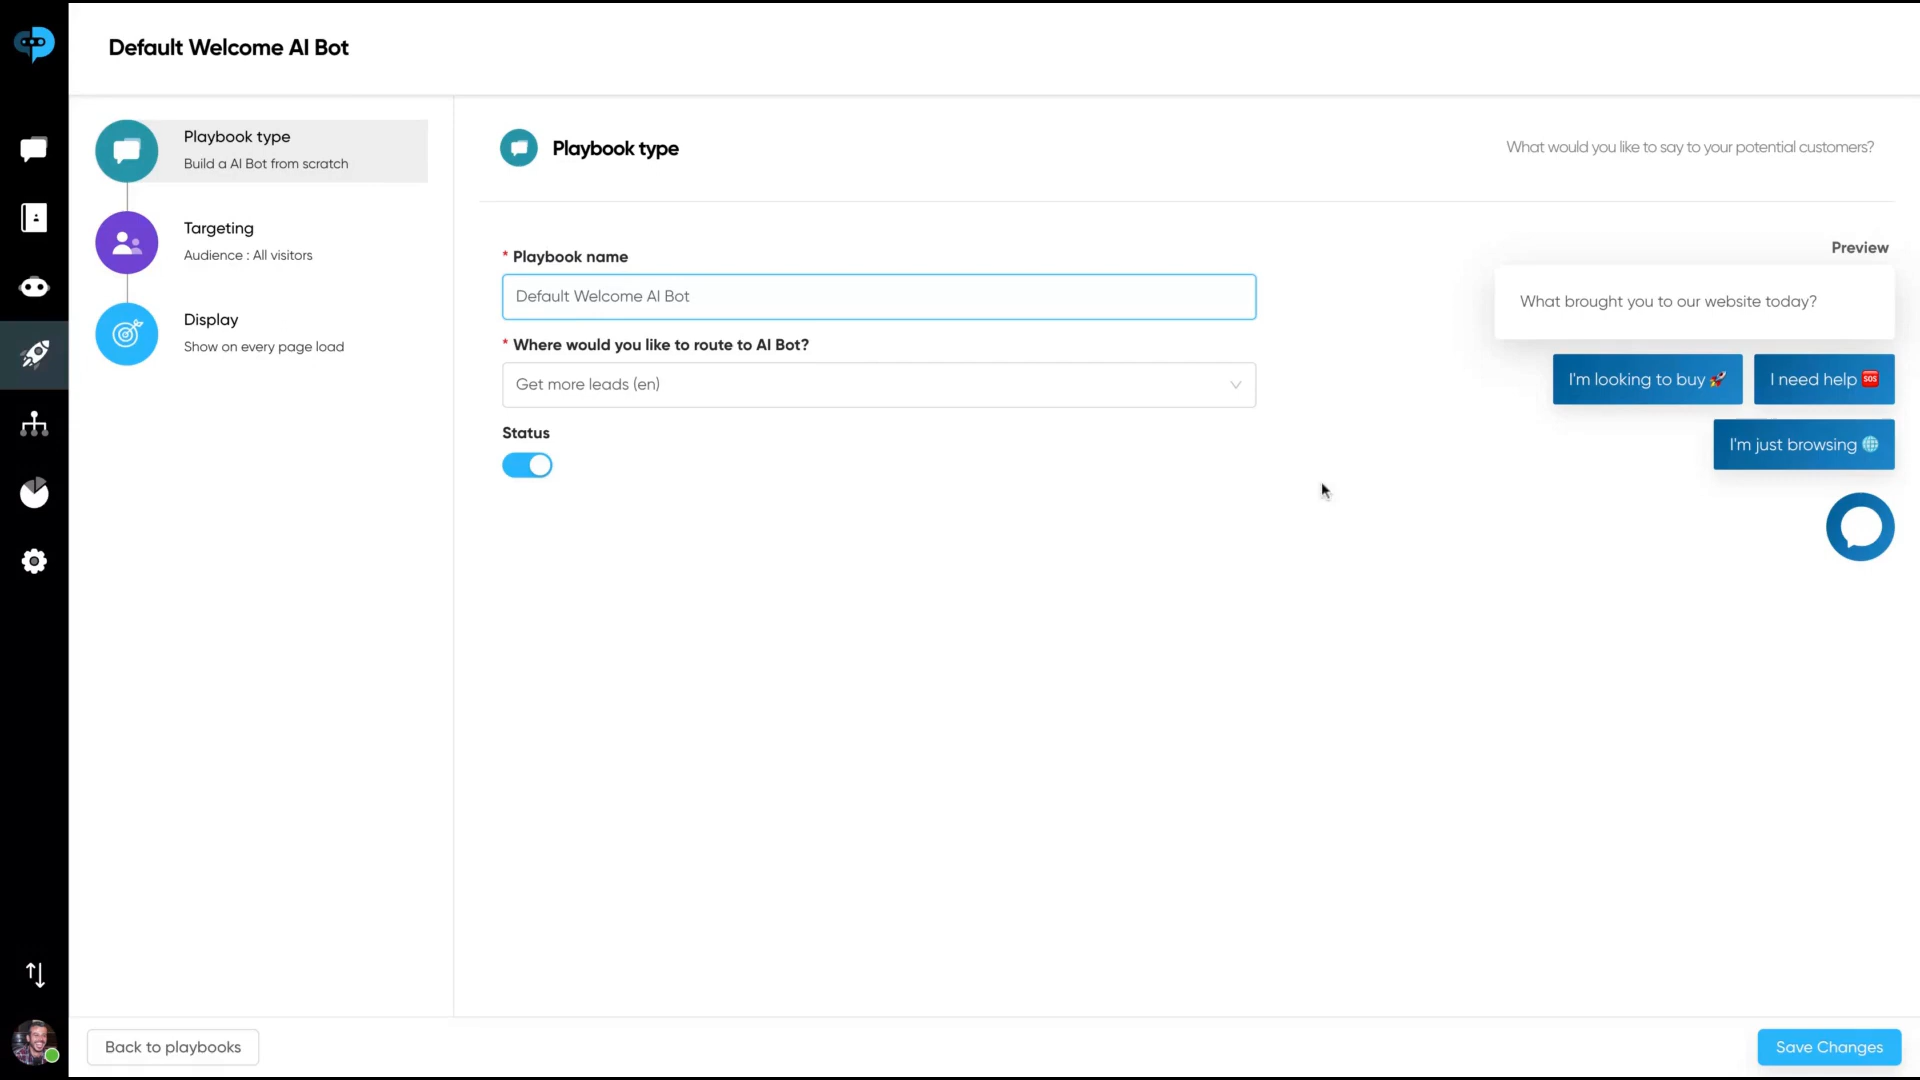 Default Welcome AI Bot
Playbook type
Build a AI Bot from scratch
Targeting
Audience : All visitors
Display
Show on every page load
Playbook type
What would you like to say to your potential customers?
* Playbook name
Default Welcome AI Bot
* Where would you like to route to AI Bot?
Get more leads (en)
Status
Preview
What brought you to our website today?
I'm looking to buy 🚀
I need help 🆘
I'm just browsing 🌐
Back to playbooks
Save Changes